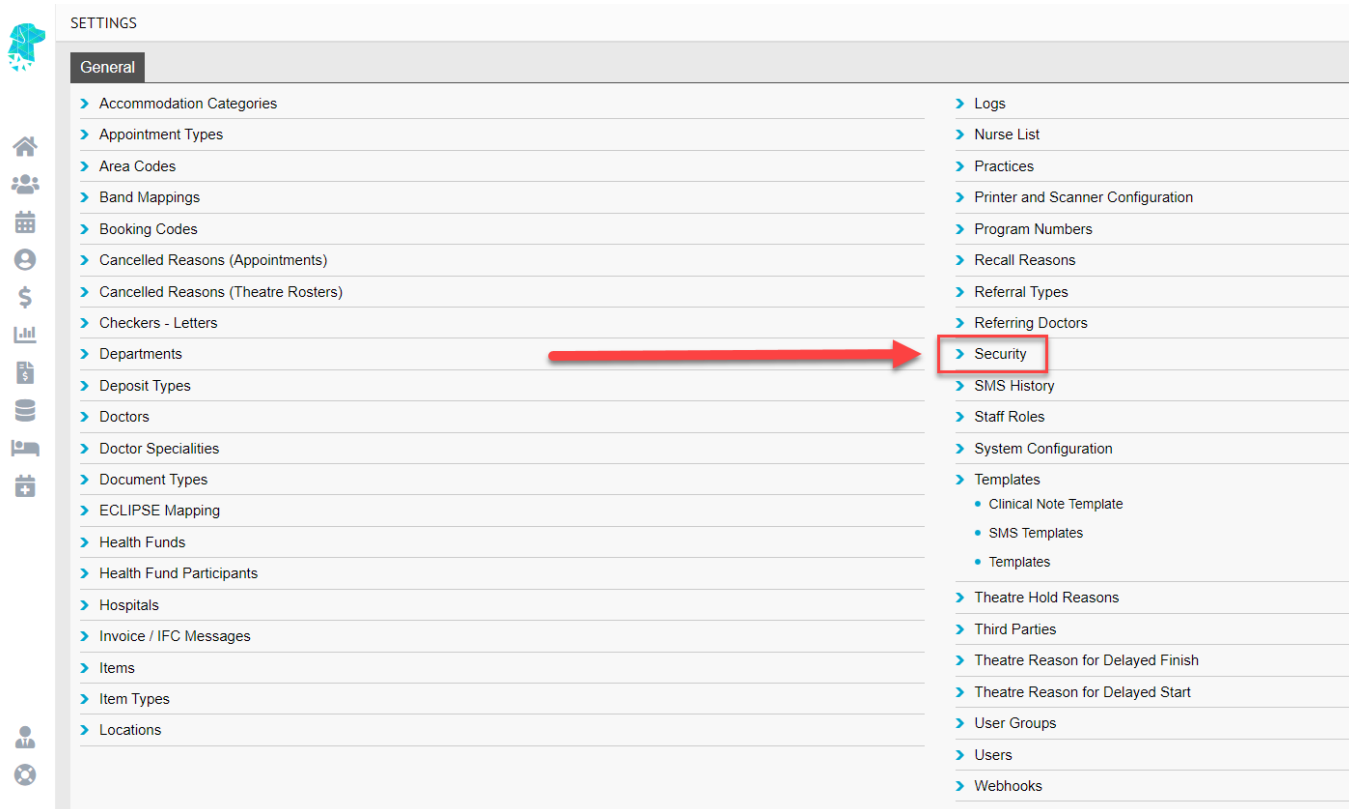 SETTINGS
General
Accommodation Categories
Appointment Types
Area Codes
Band Mappings
Booking Codes
Cancelled Reasons (Appointments)
Cancelled Reasons (Theatre Rosters)
Checkers - Letters
Departments
Deposit Types
Doctors
Doctor Specialities
Document Types
ECLIPSE Mapping
Health Funds
Health Fund Participants
Hospitals
Invoice / IFC Messages
Items
Item Types
Locations
Logs
Nurse List
Practices
Printer and Scanner Configuration
Program Numbers
Recall Reasons
Referral Types
Referring Doctors
Security
SMS History
Staff Roles
System Configuration
Templates
Clinical Note Template
SMS Templates
Templates
Theatre Hold Reasons
Third Parties
Theatre Reason for Delayed Finish
Theatre Reason for Delayed Start
User Groups
Users
Webhooks